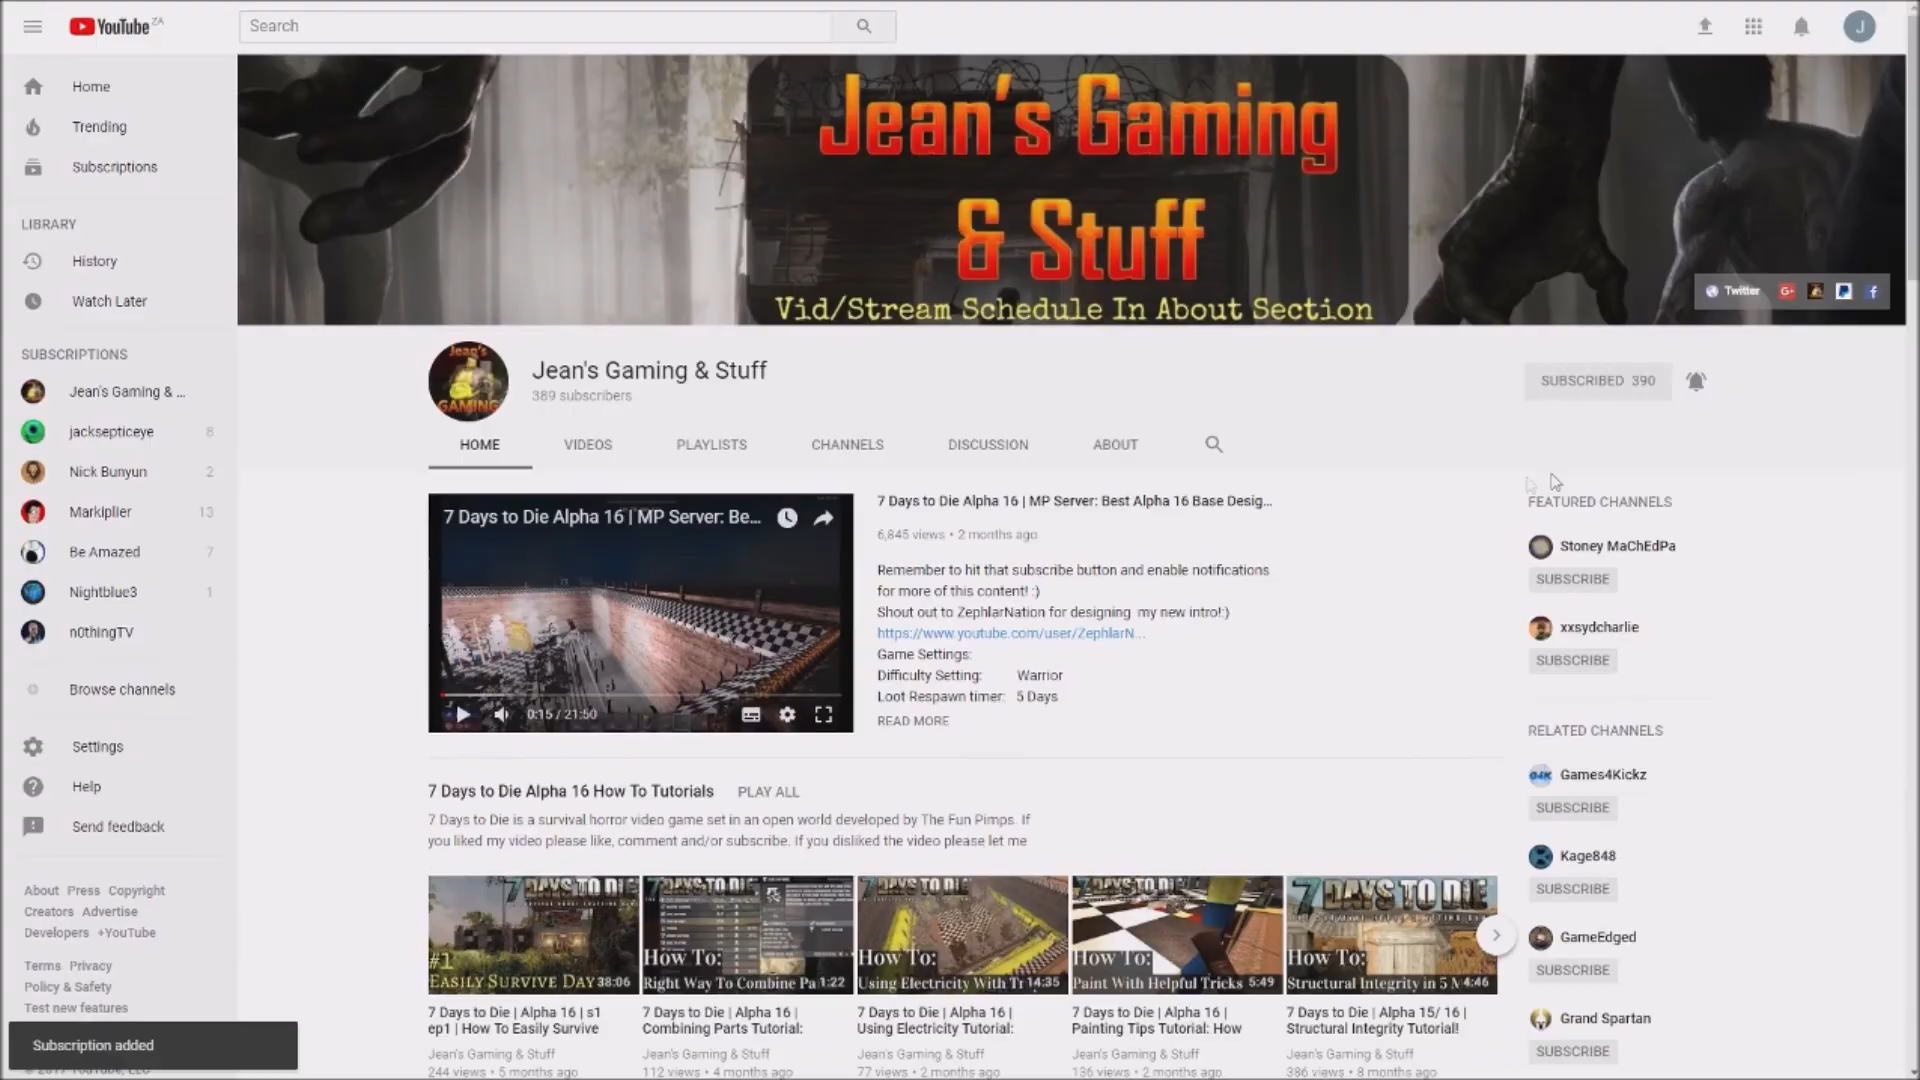 YouTube ZA
Search
J
Home
Trending
Subscriptions
LIBRARY
History
Watch Later
SUBSCRIPTIONS
Jean's Gaming & ...
jacksepticeye 8
Nick Bunyun 2
Markiplier 13
Be Amazed 7
Nightblue3 1
n0thingTV
Browse channels
Settings
Help
Send feedback
About Press Copyright
Creators Advertise
Developers +YouTube
Terms Privacy
Policy & Safety
Test new features
Subscription added
Jean's Gaming
& Stuff
Vid/Stream Schedule In About Section
Twitter
Jean's
GAMING
Jean's Gaming & Stuff
389 subscribers
SUBSCRIBED 390
HOME VIDEOS PLAYLISTS CHANNELS DISCUSSION ABOUT
7 Days to Die Alpha 16 | MP Server: Be...
0:15 / 21:50
7 Days to Die Alpha 16 | MP Server: Best Alpha 16 Base Desig...
6,845 views • 2 months ago
Remember to hit that subscribe button and enable notifications
for more of this content! :)
Shout out to ZephlarNation for designing my new intro!:)
https://www.youtube.com/user/ZephlarN...
Game Settings:
Difficulty Setting: Warrior
Loot Respawn timer: 5 Days
READ MORE
7 Days to Die Alpha 16 How To Tutorials PLAY ALL
7 Days to Die is a survival horror video game set in an open world developed by The Fun Pimps. If
you liked my video please like, comment and/or subscribe. If you disliked the video please let me
7 DAYS TO DIE
#1
EASILY SURVIVE DAY 38:06
7 Days to Die | Alpha 16 | s1
ep1 | How To Easily Survive
Jean's Gaming & Stuff
244 views • 5 months ago
7 DAYS TO DIE
How To:
Right Way To Combine Pa 1:22
7 Days to Die | Alpha 16 |
Combining Parts Tutorial:
Jean's Gaming & Stuff
112 views • 4 months ago
7 DAYS TO DIE
How To:
Using Electricity With Tr 14:35
7 Days to Die | Alpha 16 |
Using Electricity Tutorial:
Jean's Gaming & Stuff
77 views • 2 months ago
7 DAYS TO DIE
How To:
Paint With Helpful Tricks 5:49
7 Days to Die | Alpha 16 |
Painting Tips Tutorial: How
Jean's Gaming & Stuff
136 views • 2 months ago
7 DAYS TO DIE
How To:
Structural Integrity in 5 M 4:46
7 Days to Die | Alpha 15/ 16 |
Structural Integrity Tutorial!
Jean's Gaming & Stuff
386 views • 8 months ago
FEATURED CHANNELS
Stoney MaChEdPa
SUBSCRIBE
xxsydcharlie
SUBSCRIBE
RELATED CHANNELS
Games4Kickz
SUBSCRIBE
Kage848
SUBSCRIBE
GameEdged
SUBSCRIBE
Grand Spartan
SUBSCRIBE